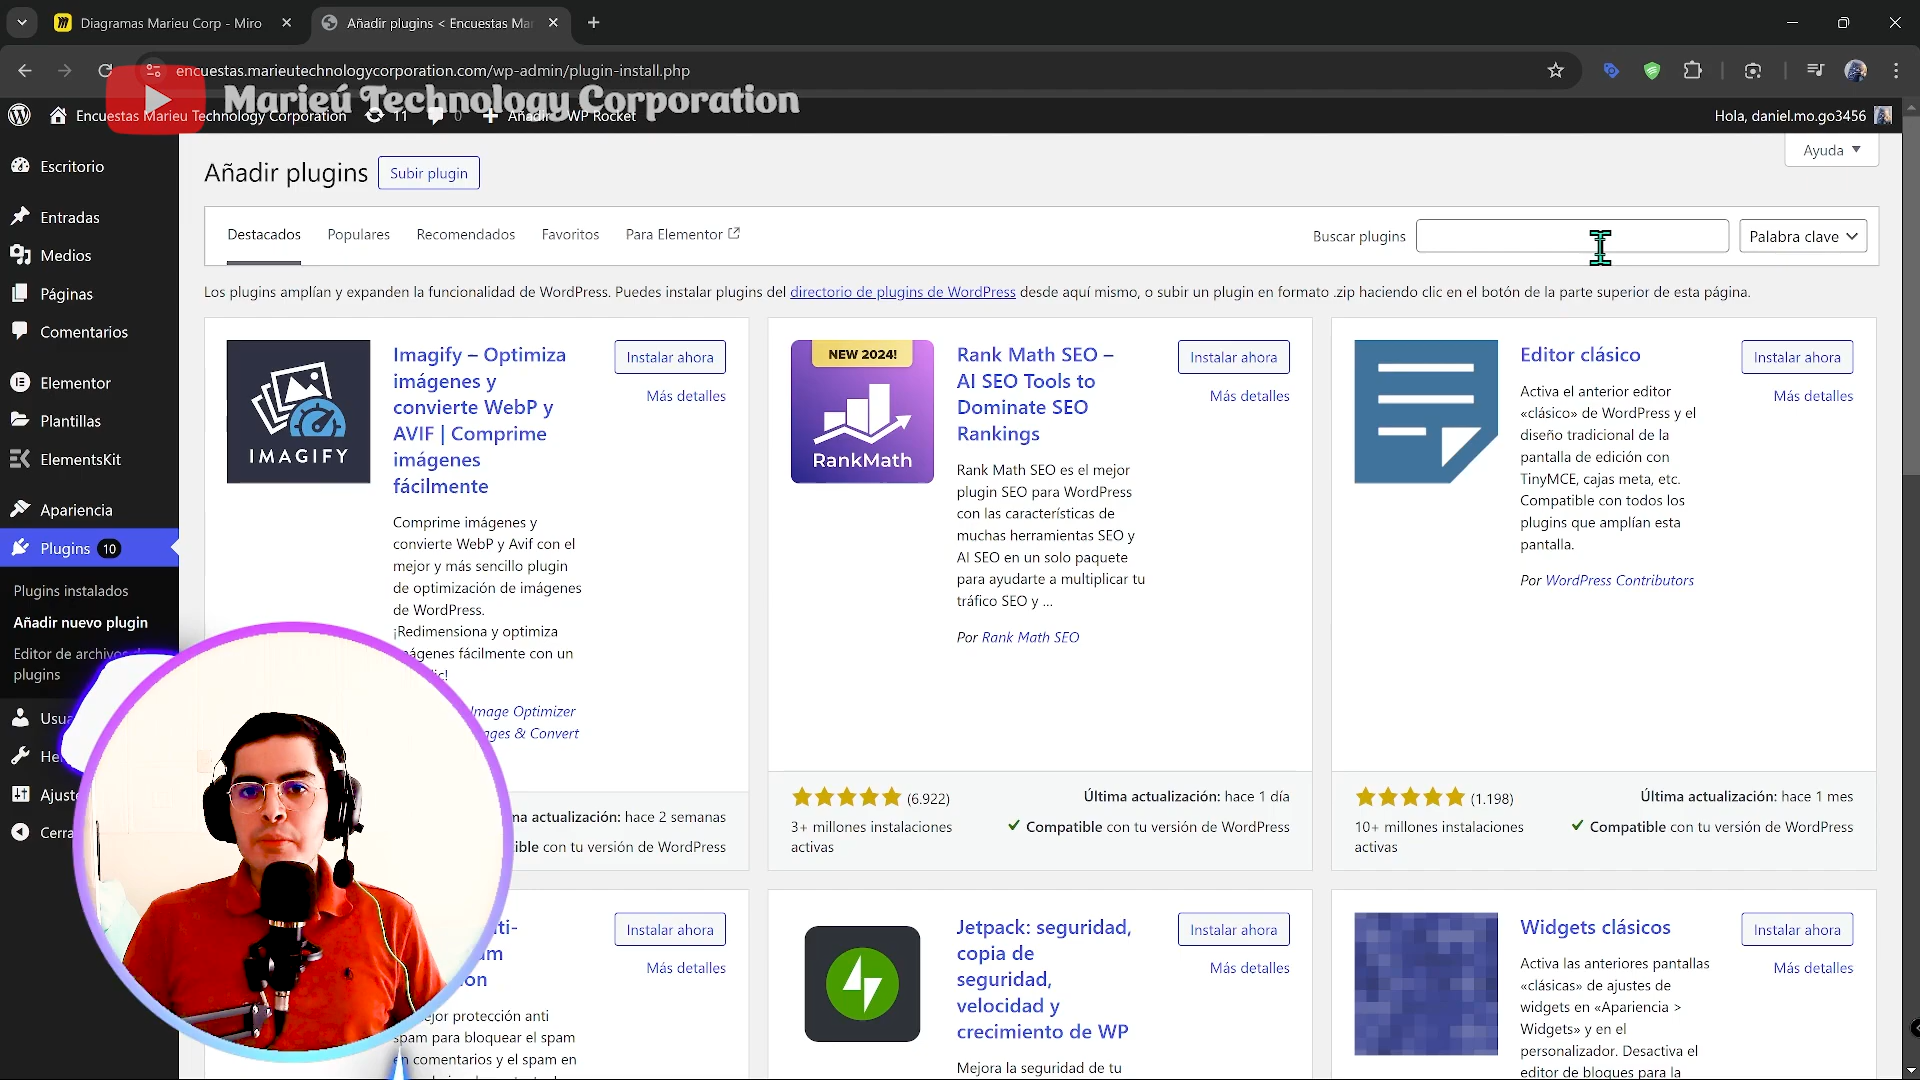 Diagramas Marieu Corp - Miro
Añadir plugins < Encuestas Mar
encuestas.marieutechnologycorporation.com/wp-admin/plugin-install.php
Marieú Technology Corporation
Encuestas Marieu Technology Corporation
11
0
Añadir
WP Rocket
Hola, daniel.mo.go3456
Escritorio
Entradas
Medios
Páginas
Comentarios
Elementor
Plantillas
ElementsKit
Apariencia
Plugins 10
Plugins instalados
Añadir nuevo plugin
Editor de archivos
plugins
Añadir plugins
Subir plugin
Ayuda
Destacados
Populares
Recomendados
Favoritos
Para Elementor
Buscar plugins
Palabra clave
Los plugins amplían y expanden la funcionalidad de WordPress. Puedes instalar plugins del directorio de plugins de WordPress desde aquí mismo, o subir un plugin en formato .zip haciendo clic en el botón de la parte superior de esta página.
IMAGIFY
Imagify – Optimiza
imágenes y
convierte WebP y
AVIF | Comprime
imágenes
fácilmente
Instalar ahora
Más detalles
Comprime imágenes y
convierte WebP y Avif con el
mejor y más sencillo plugin
de optimización de imágenes
de WordPress.
¡Redimensiona y optimiza
imágenes fácilmente con un
Image Optimizer
& Convert
actualización: hace 2 semanas
con tu versión de WordPress
NEW 2024!
RankMath
Rank Math SEO –
AI SEO Tools to
Dominate SEO
Rankings
Instalar ahora
Más detalles
Rank Math SEO es el mejor
plugin SEO para WordPress
con las características de
muchas herramientas SEO y
AI SEO en un solo paquete
para ayudarte a multiplicar tu
tráfico SEO y ...
Por Rank Math SEO
(6.922)
3+ millones instalaciones
activas
Última actualización: hace 1 día
Compatible con tu versión de WordPress
Editor clásico
Instalar ahora
Más detalles
Activa el anterior editor
«clásico» de WordPress y el
diseño tradicional de la
pantalla de edición con
TinyMCE, cajas meta, etc.
Compatible con todos los
plugins que amplían esta
pantalla.
Por WordPress Contributors
(1.198)
10+ millones instalaciones
activas
Última actualización: hace 1 mes
Compatible con tu versión de WordPress
Instalar ahora
Más detalles
protección anti
spam para bloquear el spam
en comentarios y el spam en
Jetpack: seguridad,
copia de
seguridad,
velocidad y
crecimiento de WP
Instalar ahora
Más detalles
Mejora la seguridad de tu
Widgets clásicos
Instalar ahora
Más detalles
Activa las anteriores pantallas
«clásicas» de ajustes de
widgets en «Apariencia >
Widgets» y en el
personalizador. Desactiva el
editor de bloques para la